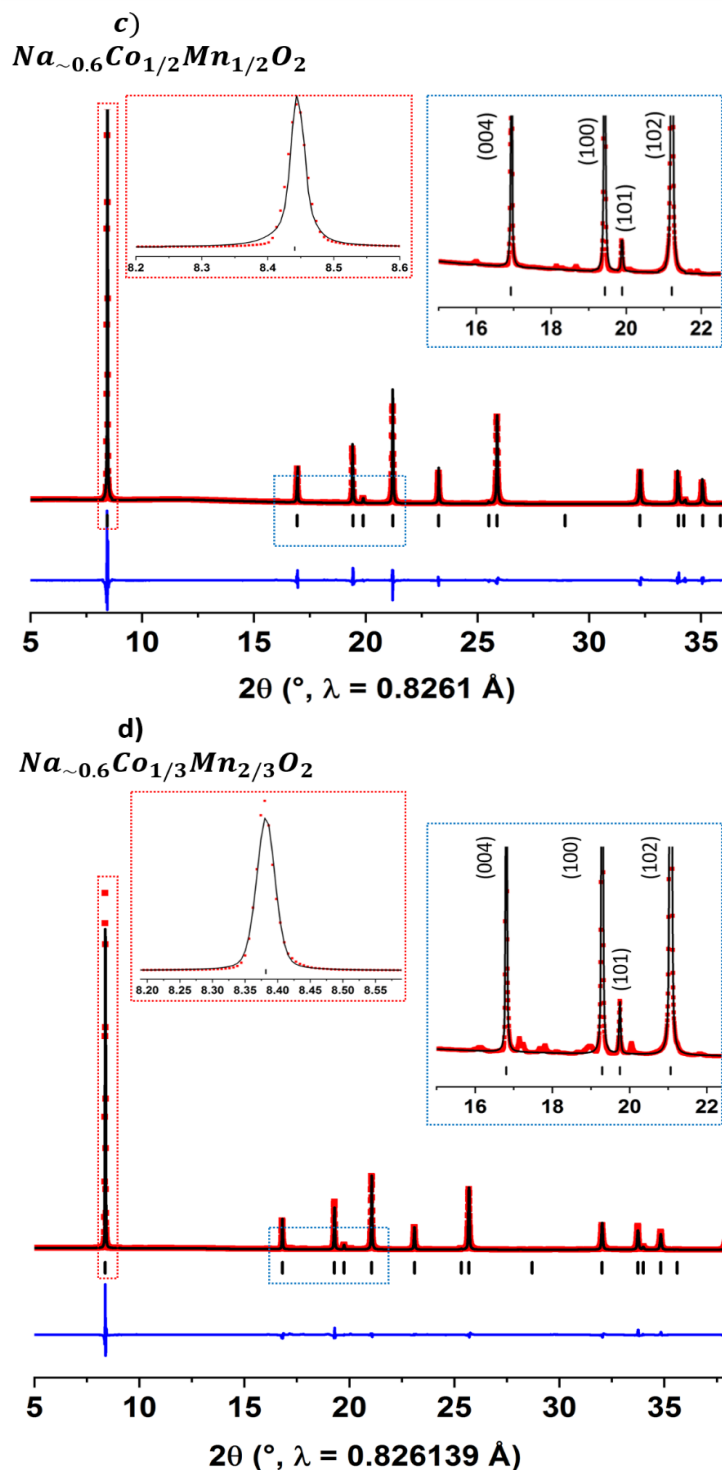 c)
Na~0.6Co1/2Mn1/2O2
(004)
(100)
(101)
(102)
8.2 8.3 8.4 8.5 8.6
16 18 20 22
5 10 15 20 25 30 35
2θ (°, λ = 0.8261 Å)
d)
Na~0.6Co1/3Mn2/3O2
(004)
(100)
(101)
(102)
8.20 8.25 8.30 8.35 8.40 8.45 8.50 8.55
16 18 20 22
5 10 15 20 25 30 35
2θ (°, λ = 0.826139 Å)